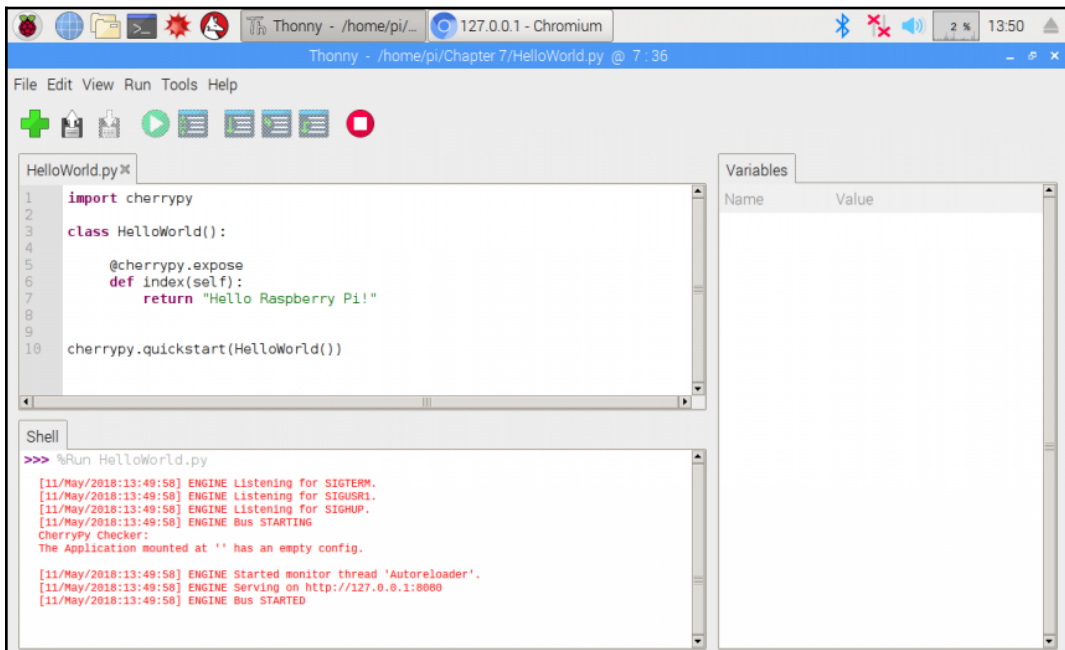 Thonny - /home/pi/... 127.0.0.1 - Chromium 2 % 13:50
Thonny - /home/pi/Chapter 7/HelloWorld.py @ 7 : 36
File Edit View Run Tools Help
HelloWorld.py
1 import cherrypy
2
3 class HelloWorld():
4
5 @cherrypy.expose
6 def index(self):
7 return "Hello Raspberry Pi!"
8
9
10 cherrypy.quickstart(HelloWorld())
Shell
>>> %Run HelloWorld.py
[11/May/2018:13:49:58] ENGINE Listening for SIGTERM.
[11/May/2018:13:49:58] ENGINE Listening for SIGUSR1.
[11/May/2018:13:49:58] ENGINE Listening for SIGHUP.
[11/May/2018:13:49:58] ENGINE Bus STARTING
CherryPy Checker:
The Application mounted at '' has an empty config.
[11/May/2018:13:49:58] ENGINE Started monitor thread 'Autoreloader'.
[11/May/2018:13:49:58] ENGINE Serving on http://127.0.0.1:8080
[11/May/2018:13:49:58] ENGINE Bus STARTED
Variables
Name Value